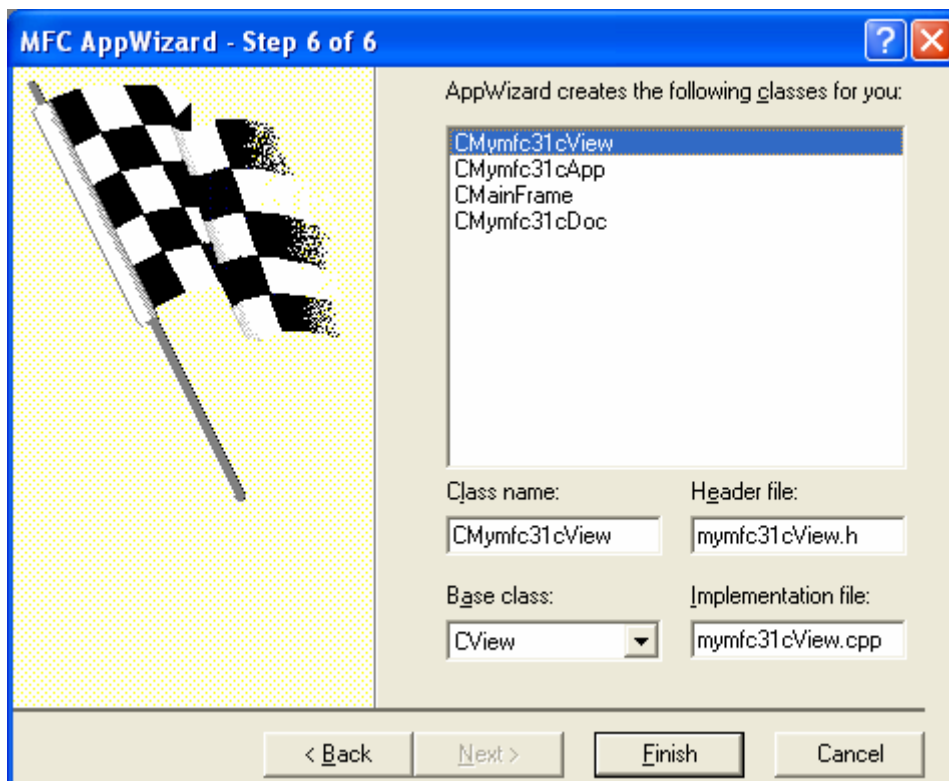 MFC AppWizard - Step 6 of 6
AppWizard creates the following classes for you:
CMymfc31cView
CMymfc31cApp
CMainFrame
CMymfc31cDoc
Class name:
Header file:
CMymfc31cView
mymfc31cView.h
Base class:
Implementation file:
CView
mymfc31cView.cpp
< Back
Next >
Finish
Cancel